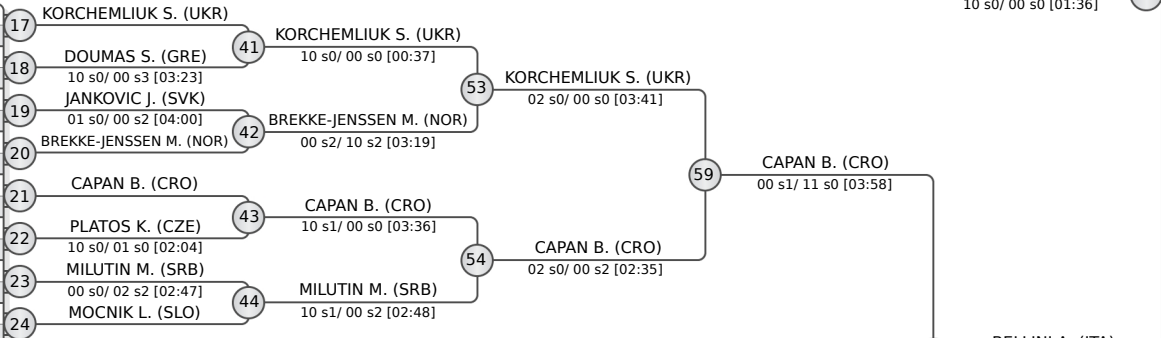 10 s0/ 00 s0 [01:36]
17
KORCHEMLIUK S. (UKR)
18
DOUMAS S. (GRE)
10 s0/ 00 s3 [03:23]
19
JANKOVIC J. (SVK)
01 s0/ 00 s2 [04:00]
20
BREKKE-JENSSEN M. (NOR)
21
CAPAN B. (CRO)
22
PLATOS K. (CZE)
10 s0/ 01 s0 [02:04]
23
MILUTIN M. (SRB)
00 s0/ 02 s2 [02:47]
24
MOCNIK L. (SLO)
41
KORCHEMLIUK S. (UKR)
10 s0/ 00 s0 [00:37]
42
BREKKE-JENSSEN M. (NOR)
00 s2/ 10 s2 [03:19]
43
CAPAN B. (CRO)
10 s1/ 00 s0 [03:36]
44
MILUTIN M. (SRB)
10 s1/ 00 s2 [02:48]
53
KORCHEMLIUK S. (UKR)
02 s0/ 00 s0 [03:41]
54
CAPAN B. (CRO)
02 s0/ 00 s2 [02:35]
59
CAPAN B. (CRO)
00 s1/ 11 s0 [03:58]